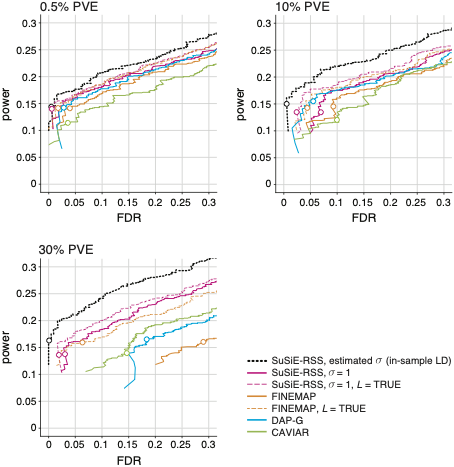 0.5% PVE
10% PVE
0.3
0.25
0.2
0.15
0.1
0.05
0
power
0 0.05 0.1 0.15 0.2 0.25 0.3
FDR
0.3
0.25
0.2
0.15
0.1
0.05
0
power
0 0.05 0.1 0.15 0.2 0.25 0.3
FDR
30% PVE
0.3
0.25
0.2
0.15
0.1
0.05
0
power
0 0.05 0.1 0.15 0.2 0.25 0.3
FDR
SuSiE-RSS, estimated σ (in-sample LD)
SuSiE-RSS, σ = 1
SuSiE-RSS, σ = 1, L = TRUE
FINEMAP
FINEMAP, L = TRUE
DAP-G
CAVIAR